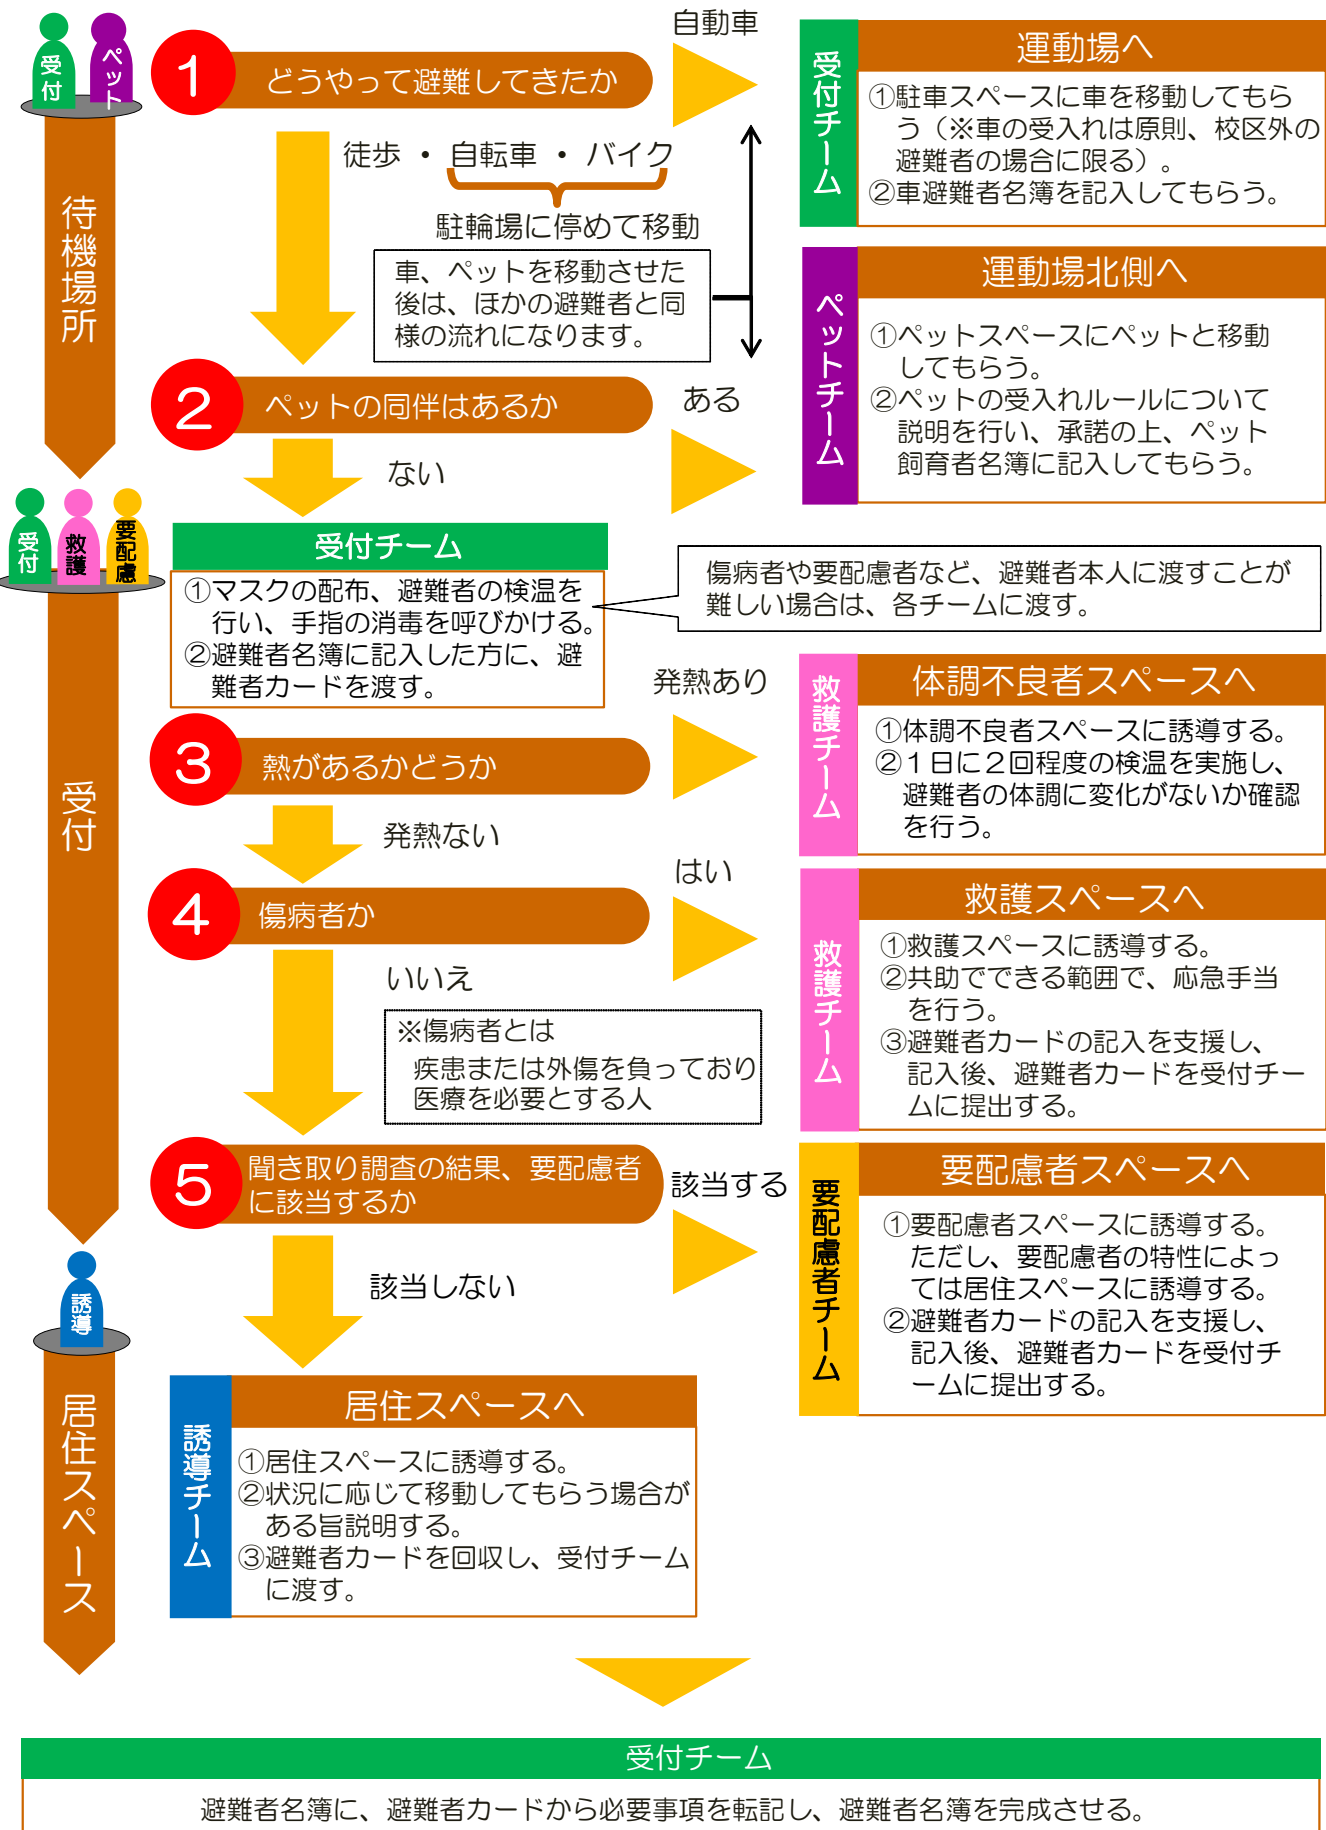 受付
ペット
待機場所
1
どうやって避難してきたか
自動車
受付チーム
運動場へ
①駐車スペースに車を移動してもら
う（※車の受入れは原則、校区外の
避難者の場合に限る）。
②車避難者名簿を記入してもらう。
徒歩 ・ 自転車 ・ バイク
駐輪場に停めて移動
車、ペットを移動させた
後は、ほかの避難者と同
様の流れになります。
2
ペットの同伴はあるか
ある
ペットチーム
運動場北側へ
①ペットスペースにペットと移動
してもらう。
②ペットの受入れルールについて
説明を行い、承諾の上、ペット
飼育者名簿に記入してもらう。
ない
受付
救護
要配慮
受付
受付チーム
①マスクの配布、避難者の検温を
行い、手指の消毒を呼びかける。
②避難者名簿に記入した方に、避
難者カードを渡す。
傷病者や要配慮者など、避難者本人に渡すことが
難しい場合は、各チームに渡す。
3
熱があるかどうか
発熱あり
救護チーム
体調不良者スペースへ
①体調不良者スペースに誘導する。
②１日に２回程度の検温を実施し、
避難者の体調に変化がないか確認
を行う。
発熱ない
4
傷病者か
はい
救護チーム
救護スペースへ
①救護スペースに誘導する。
②共助でできる範囲で、応急手当
を行う。
③避難者カードの記入を支援し、
記入後、避難者カードを受付チー
ムに提出する。
いいえ
※傷病者とは
疾患または外傷を負っており
医療を必要とする人
5
聞き取り調査の結果、要配慮者
に該当するか
該当する
要配慮者チーム
要配慮者スペースへ
①要配慮者スペースに誘導する。
ただし、要配慮者の特性によっ
ては居住スペースに誘導する。
②避難者カードの記入を支援し、
記入後、避難者カードを受付チ
ームに提出する。
該当しない
誘導
居住スペース
誘導チーム
居住スペースへ
①居住スペースに誘導する。
②状況に応じて移動してもらう場合が
ある旨説明する。
③避難者カードを回収し、受付チーム
に渡す。
受付チーム
避難者名簿に、避難者カードから必要事項を転記し、避難者名簿を完成させる。